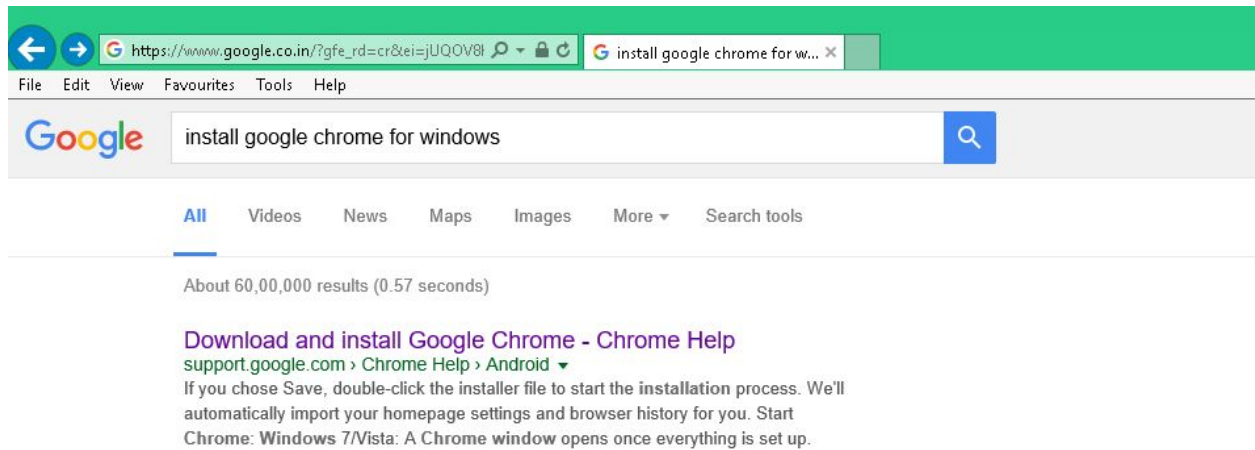 https://www.google.co.in/?gfe_rd=cr&ei=jUQOV8
install google chrome for w...
File Edit View Favourites Tools Help
Google
install google chrome for windows
All Videos News Maps Images More Search tools
About 60,00,000 results (0.57 seconds)
Download and install Google Chrome - Chrome Help
support.google.com › Chrome Help › Android
If you chose Save, double-click the installer file to start the installation process. We'll
automatically import your homepage settings and browser history for you. Start
Chrome: Windows 7/Vista: A Chrome window opens once everything is set up.